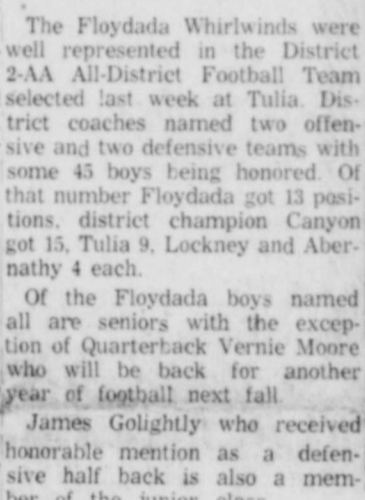 The Floydada Whirlwinds were
well represented in the District
2-AA All-District Football Team
selected last week at Tulia. Dis-
trict coaches named two offen-
sive and two defensive teams with
some 45 boys being honored. Of
that number Floydada got 13 posi-
tions, district champion Canyon
got 15, Tulia 9, Lockney and Aber-
nathy 4 each.
Of the Floydada boys named
all are seniors with the excep-
tion of Quarterback Vernie Moore
who will be back for another
year of football next fall.
James Golightly who received
honorable mention as a defen-
sive half back is also a mem-
ber of the junior class.